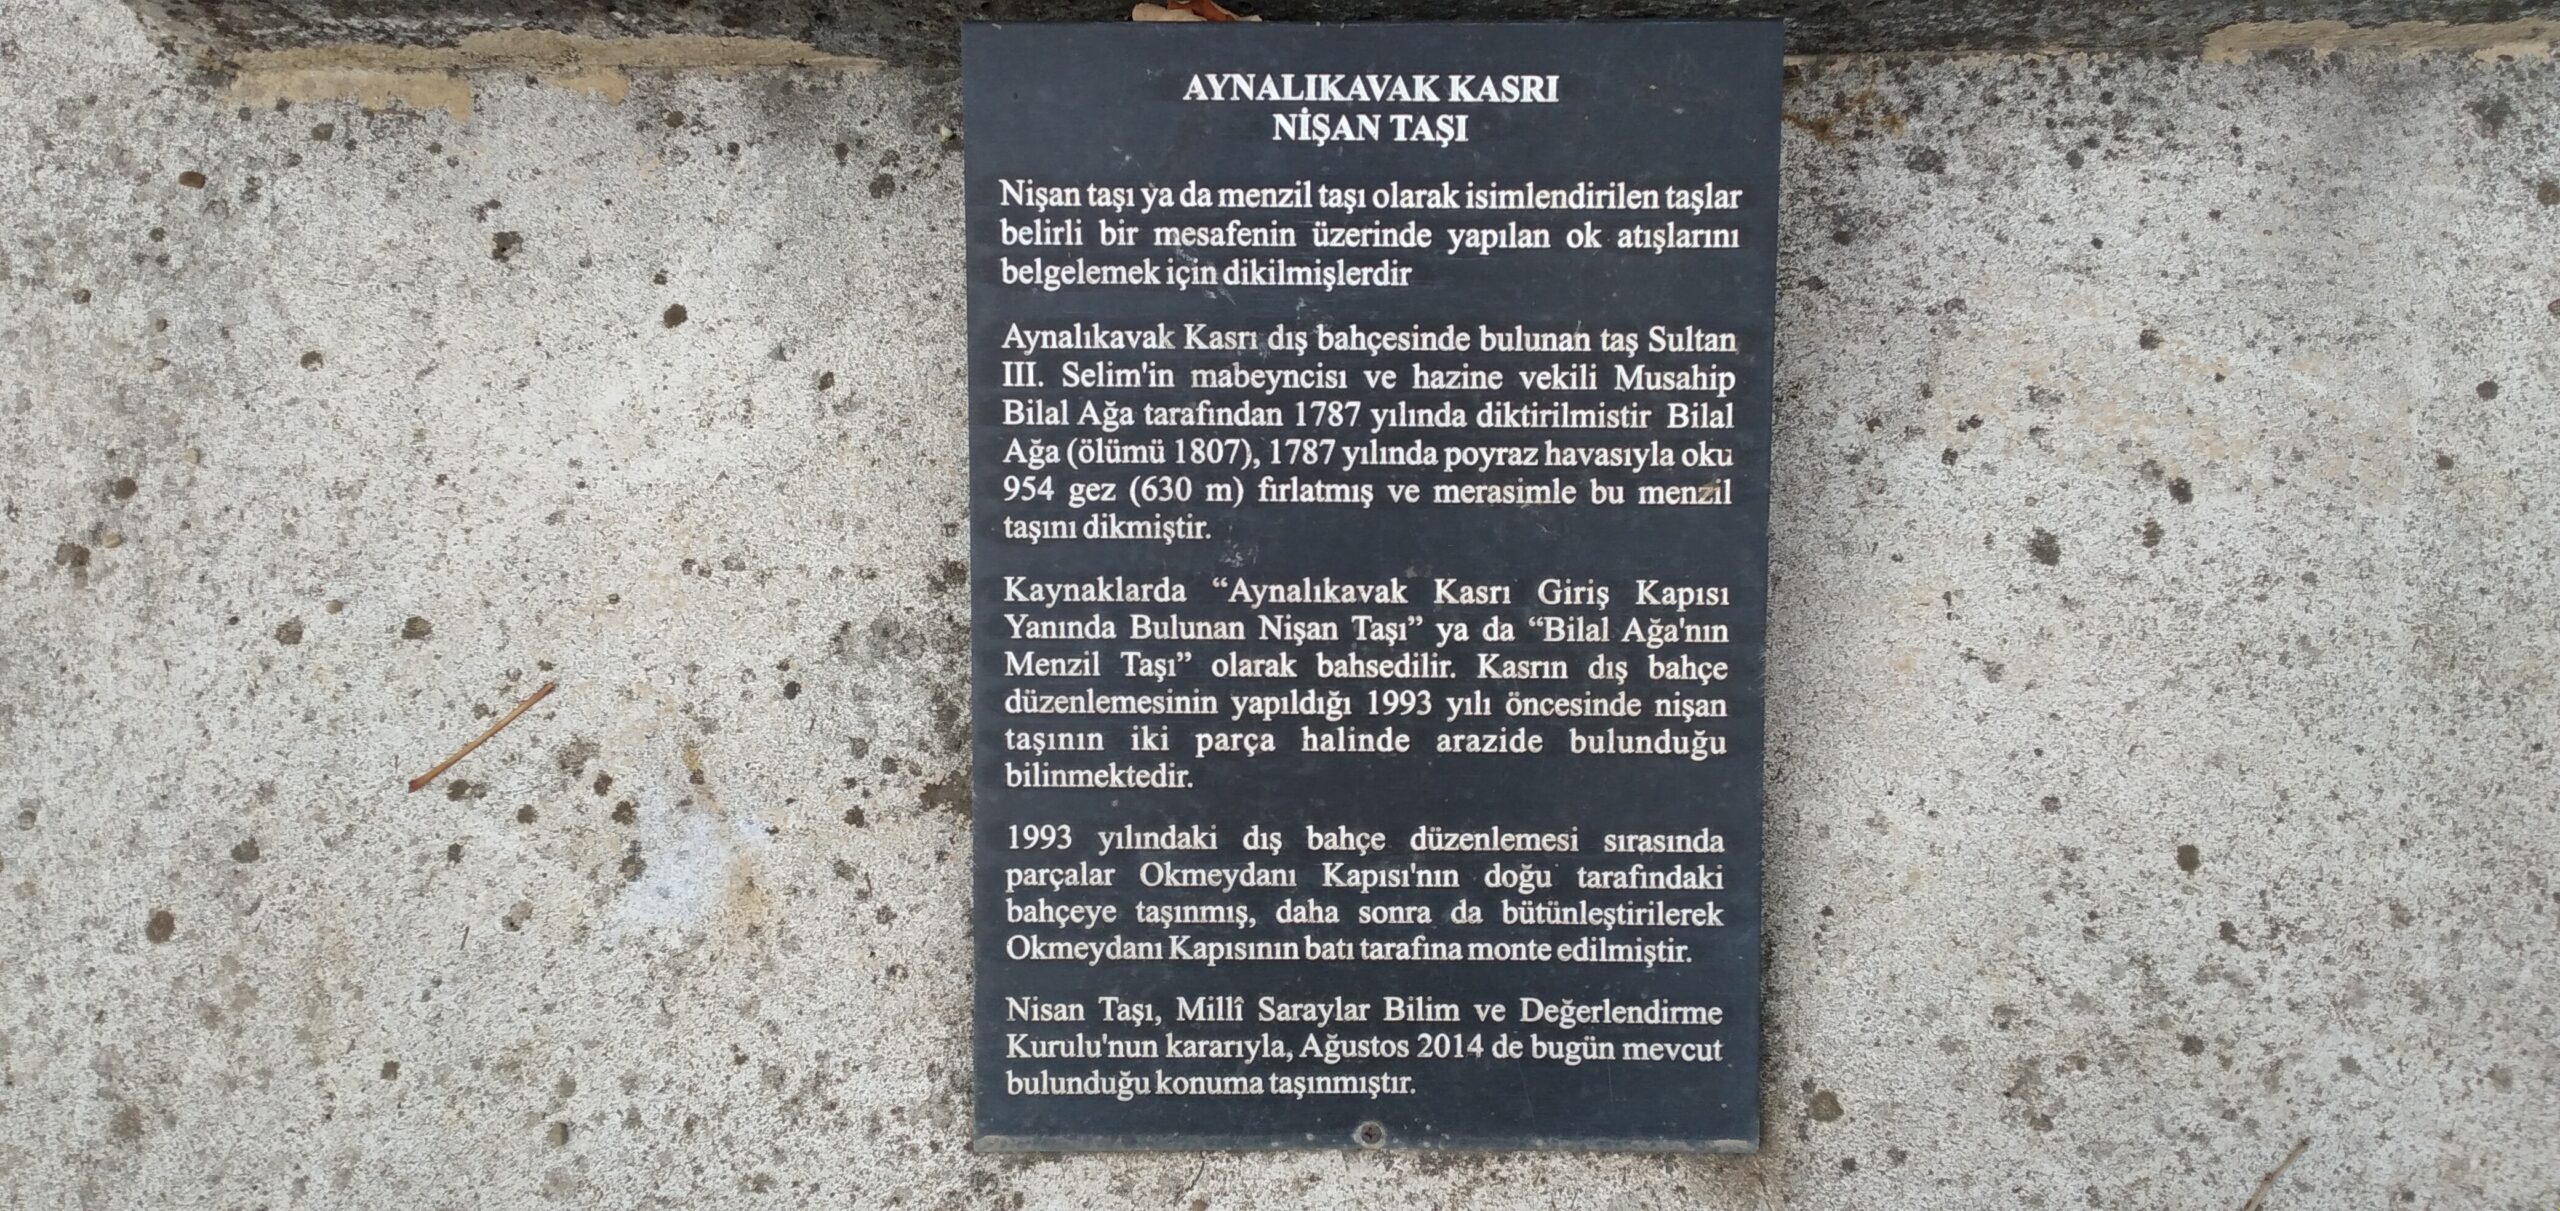 AYNALIKAVAK KASRI
NİŞAN TAŞI
Nişan taşı ya da menzil taşı olarak isimlendirilen taşlar
belirli bir mesafenin üzerinde yapılan ok atışlarını
belgelemek için dikilmişlerdir
Aynalıkavak Kasrı dış bahçesinde bulunan taş Sultan
III. Selim'in mabeyncisı ve hazine vekili Musahip
Bilal Ağa tarafından 1787 yılında diktirilmistir Bilal
Ağa (ölümü 1807), 1787 yılında poyraz havasıyla oku
954 gez (630 m) fırlatmış ve merasimle bu menzil
taşını dikmiştir.
Kaynaklarda “Aynalıkavak Kasrı Giriş Kapısı
Yanında Bulunan Nişan Taşı” ya da “Bilal Ağa'nın
Menzil Taşı” olarak bahsedilir. Kasrın dış bahçe
düzenlemesinin yapıldığı 1993 yılı öncesinde nişan
taşının iki parça halinde arazide bulunduğu
bilinmektedir.
1993 yılındaki dış bahçe düzenlemesi sırasında
parçalar Okmeydanı Kapısı'nın doğu tarafındaki
bahçeye taşınmış, daha sonra da bütünleştirilerek
Okmeydanı Kapısının batı tarafına monte edilmiştir.
Nisan Taşı, Millî Saraylar Bilim ve Değerlendirme
Kurulu'nun kararıyla, Ağustos 2014 de bugün mevcut
bulunduğu konuma taşınmıştır.